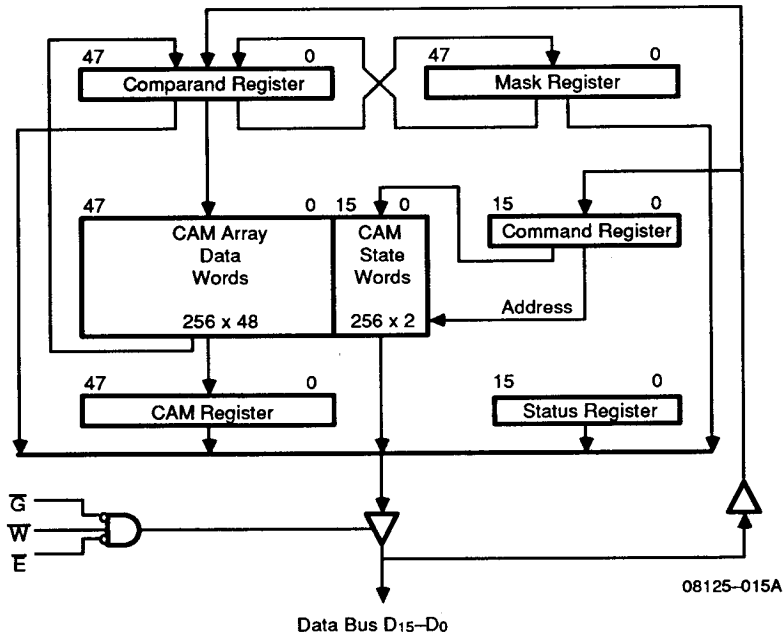 47 0
Comparand Register
47 0
Mask Register
47 0 15 0
CAM Array
Data
Words
256 x 48
CAM
State
Words
256 x 2
15 0
Command Register
Address
47 0
CAM Register
15 0
Status Register
G̅
W̅
E̅
08125–015A
Data Bus D₁₅–D₀